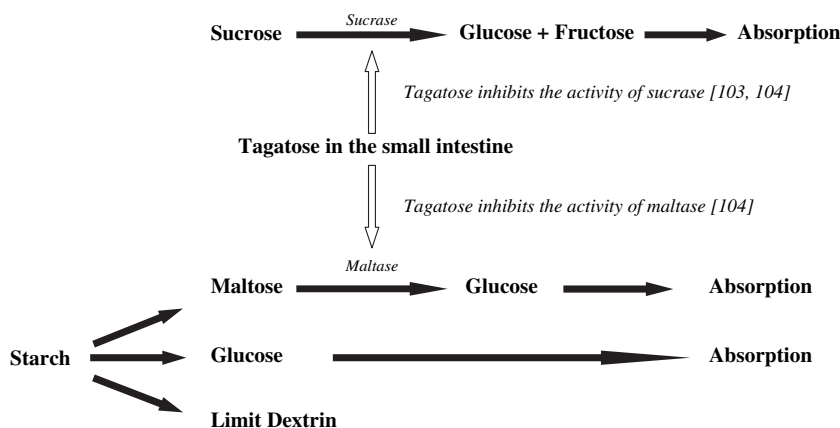 Sucrase
Sucrose Glucose + Fructose Absorption
Tagatose inhibits the activity of sucrase [103, 104]
Tagatose in the small intestine
Tagatose inhibits the activity of maltase [104]
Maltase
Maltose Glucose Absorption
Starch Glucose Absorption
Limit Dextrin